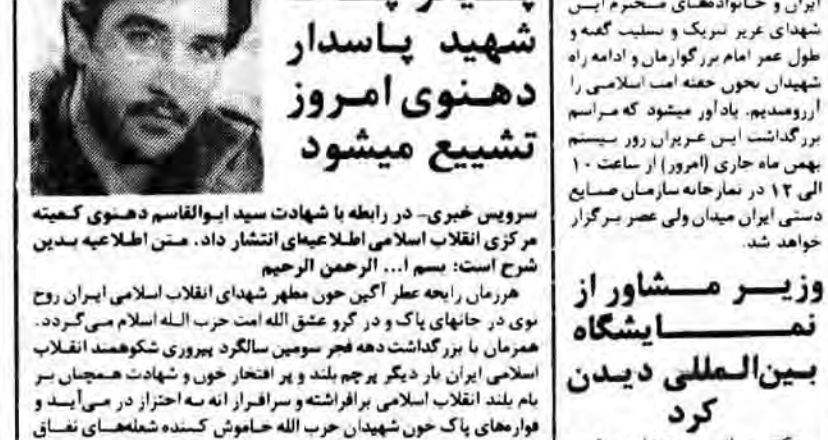 شهید پاسدار
دهنوی امروز
تشییع میشود
سرویس خبری- در رابطه با شهادت سید ابوالقاسم دهنوی کمیته
مرکزی انقلاب اسلامی اطلاعیه‌ای انتشار داد. متن اطلاعیه بدین
شرح است: بسم ا... الرحمن الرحیم
هرزمان رایحه عطر آگین خون مطهر شهدای انقلاب اسلامی ایران روح
نوی در جانهای پاک و در گرو عشق الله امت حزب الله اسلام می‌گردد.
همزمان با بزرگداشت دهه فجر سومین سالگرد پیروزی شکوهمند انقلاب
اسلامی ایران بار دیگر پرچم بلند و پر افتخار خون و شهادت همچنان بر
بام بلند انقلاب اسلامی برافراشته و سرافرازانه به احتزاز در می‌آید و
فواره‌های پاک خون شهیدان حزب الله خاموش کننده شعله‌های نفاق
ایران و خانواده‌های محترم این
شهدای عزیز تبریک و تسلیت گفته و
طول عمر امام بزرگوارمان و ادامه راه
شهیدان بخون خفته امت اسلامی را
آرزومندیم. یادآور میشود که مراسم
بزرگداشت این عزیزان روز بیستم
بهمن ماه جاری (امروز) از ساعت ۱۰
الی ۱۲ در نمازخانه سازمان صنایع
دستی ایران میدان ولی عصر برگزار
خواهد شد.
وزیر مشاور از
نمایشگاه
بین‌المللی دیدن
کرد